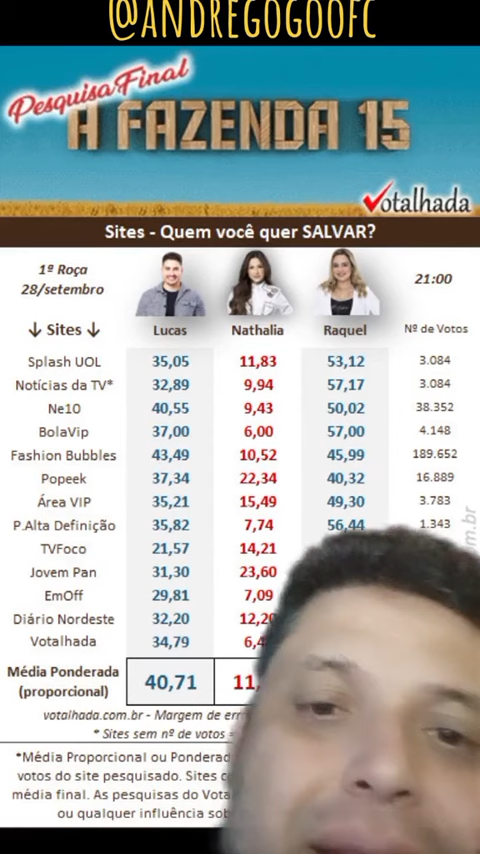 @ANDREGOGOOFC
Pesquisa Final
A FAZENDA 15
Votalhada
Sites - Quem você quer SALVAR?
1ª Roça
28/setembro
21:00
↓ Sites ↓ Lucas Nathalia Raquel Nº de Votos
Splash UOL 35,05 11,83 53,12 3.084
Notícias da TV* 32,89 9,94 57,17 3.084
Ne10 40,55 9,43 50,02 38.352
BolaVip 37,00 6,00 57,00 4.148
Fashion Bubbles 43,49 10,52 45,99 189.652
Popeek 37,34 22,34 40,32 16.889
Área VIP 35,21 15,49 49,30 3.783
P.Alta Definição 35,82 7,74 56,44 1.343
TVFoco 21,57 14,21
Jovem Pan 31,30 23,60
EmOff 29,81 7,09
Diário Nordeste 32,20 12,20
Votalhada 34,79 6,4
Média Ponderada
(proporcional) 40,71 11,
votalhada.com.br - Margem de
* Sites sem nº de votos =
*Média Proporcional ou
votos do site pesquisado. Sites
média final. As pesquisas do
ou qualquer influência
m.br